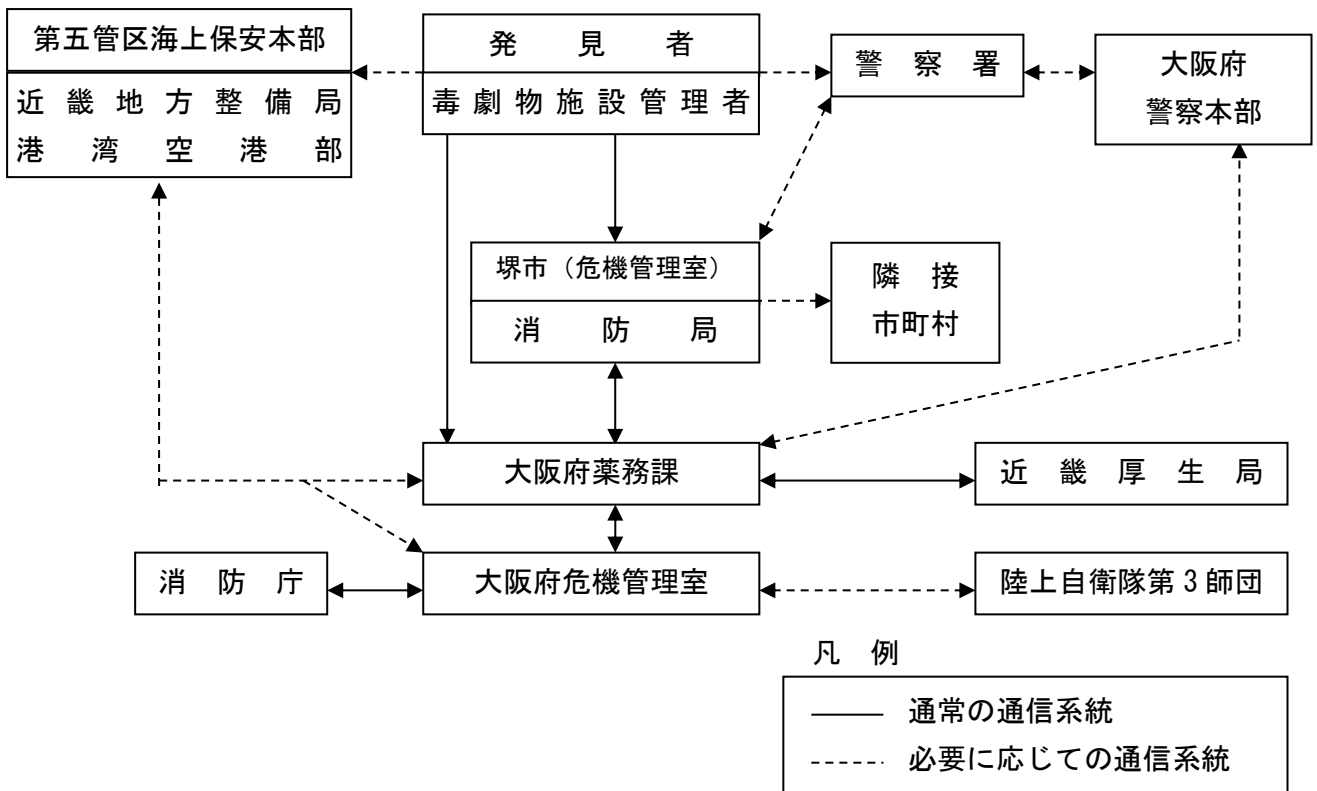 第五管区海上保安本部
近畿地方整備局
港湾空港部
発見者
毒劇物施設管理者
警察署
大阪府
警察本部
堺市（危機管理室）
消防局
隣接
市町村
大阪府薬務課
近畿厚生局
消防庁
大阪府危機管理室
陸上自衛隊第3師団
凡例
通常の通信系統
必要に応じての通信系統